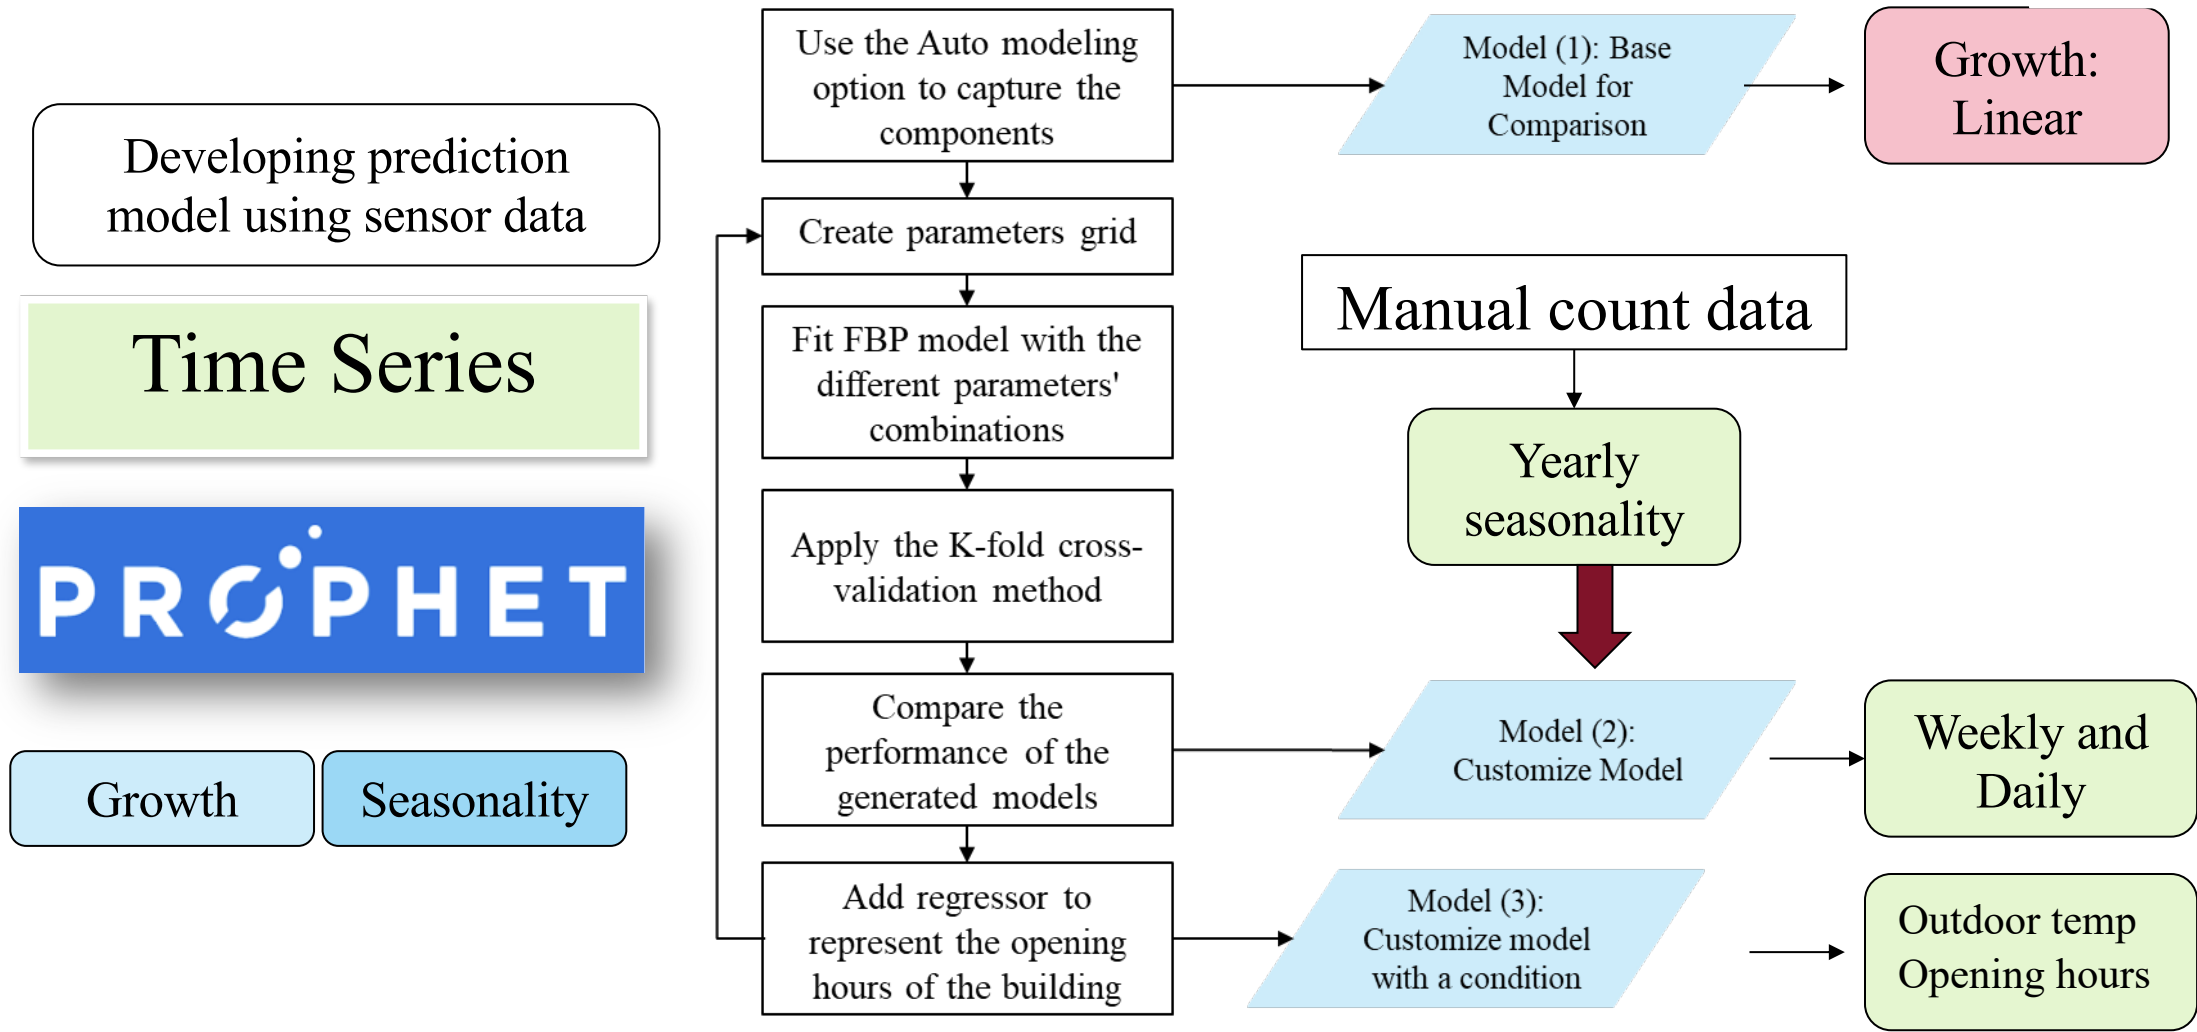 Developing prediction
model using sensor data
Time Series
PROPHET
Growth
Seasonality
Use the Auto modeling
option to capture the
components
Create parameters grid
Fit FBP model with the
different parameters'
combinations
Apply the K-fold cross-
validation method
Compare the
performance of the
generated models
Add regressor to
represent the opening
hours of the building
Model (1): Base
Model for
Comparison
Growth:
Linear
Manual count data
Yearly
seasonality
Model (2):
Customize Model
Weekly and
Daily
Model (3):
Customize model
with a condition
Outdoor temp
Opening hours